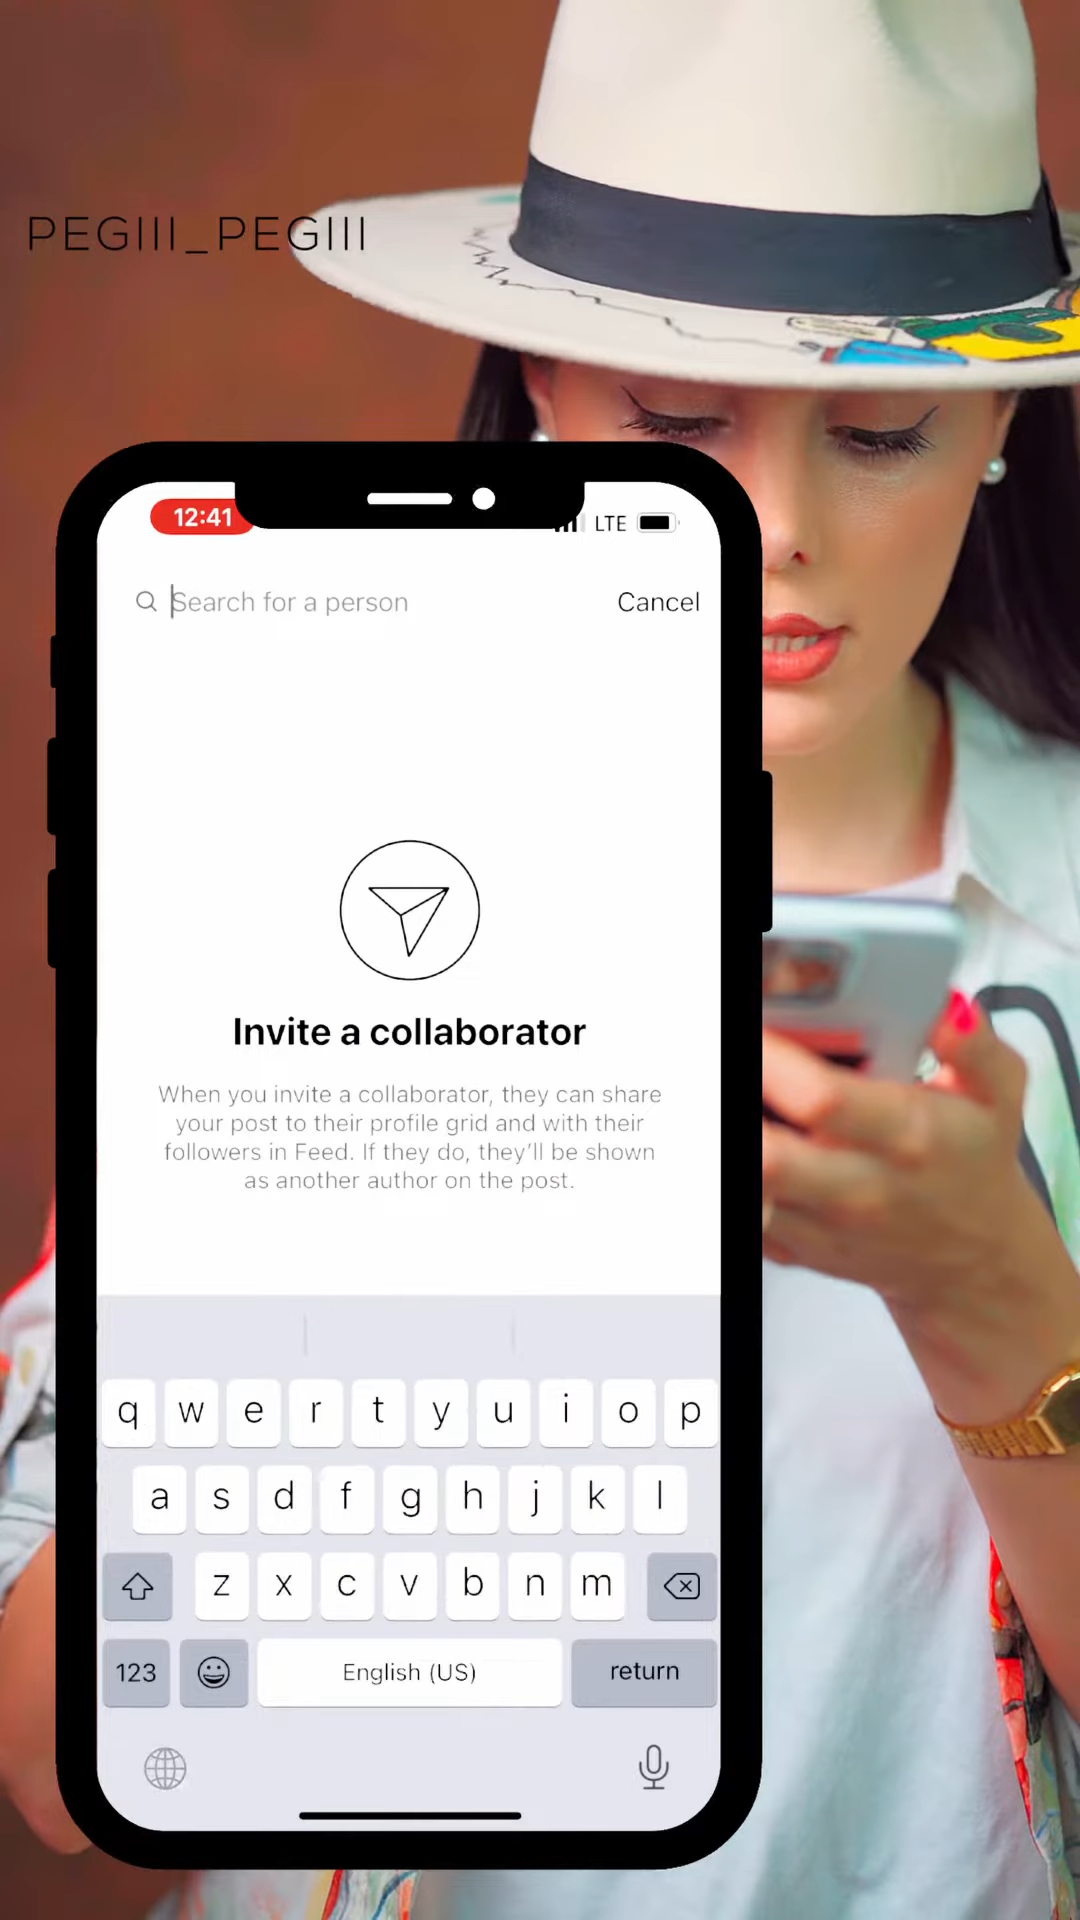 PEGIII_PEGIII
12:41
LTE
Search for a person
Cancel
Invite a collaborator
When you invite a collaborator, they can share
your post to their profile grid and with their
followers in Feed. If they do, they'll be shown
as another author on the post.
q w e r t y u i o p
a s d f g h j k l
z x c v b n m
123
English (US)
return